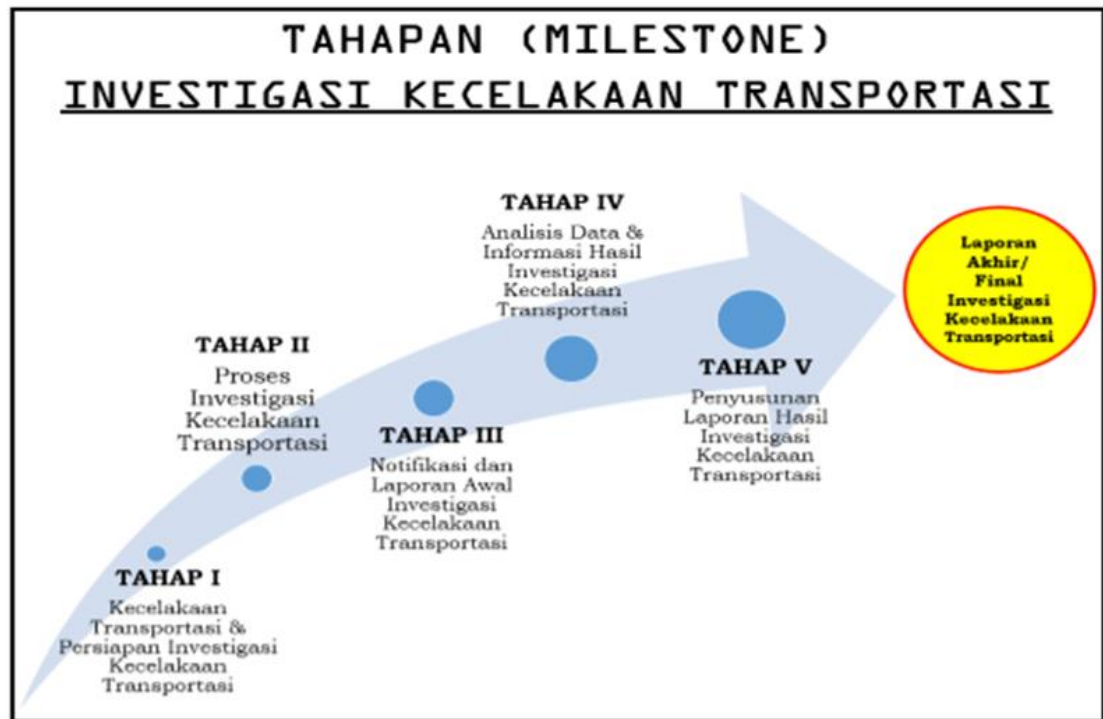 TAHAPAN (MILESTONE)
INVESTIGASI KECELAKAAN TRANSPORTASI
TAHAP I
Kecelakaan
Transportasi &
Persiapan Investigasi
Kecelakaan
Transportasi
TAHAP II
Proses
Investigasi
Kecelakaan
Transportasi
TAHAP III
Notifikasi dan
Laporan Awal
Investigasi
Kecelakaan
Transportasi
TAHAP IV
Analisis Data &
Informasi Hasil
Investigasi
Kecelakaan
Transportasi
TAHAP V
Penyusunan
Laporan Hasil
Investigasi
Kecelakaan
Transportasi
Laporan
Akhir/
Final
Investigasi
Kecelakaan
Transportasi